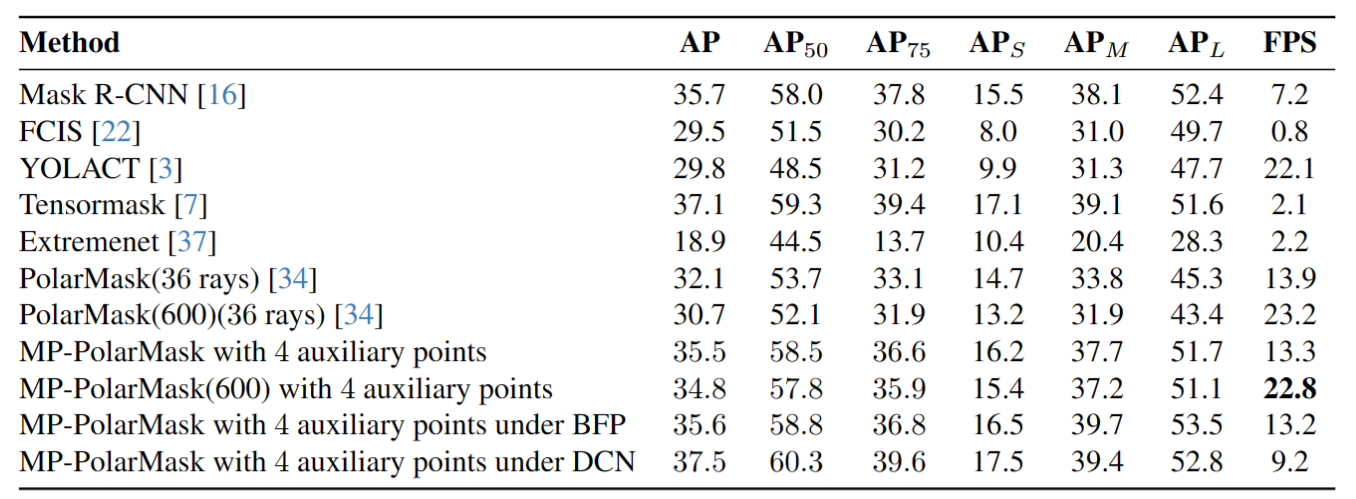 Method AP AP50 AP75 APS APM APL FPS
Mask R-CNN [16] 35.7 58.0 37.8 15.5 38.1 52.4 7.2
FCIS [22] 29.5 51.5 30.2 8.0 31.0 49.7 0.8
YOLACT [3] 29.8 48.5 31.2 9.9 31.3 47.7 22.1
Tensormask [7] 37.1 59.3 39.4 17.1 39.1 51.6 2.1
Extremenet [37] 18.9 44.5 13.7 10.4 20.4 28.3 2.2
PolarMask(36 rays) [34] 32.1 53.7 33.1 14.7 33.8 45.3 13.9
PolarMask(600)(36 rays) [34] 30.7 52.1 31.9 13.2 31.9 43.4 23.2
MP-PolarMask with 4 auxiliary points 35.5 58.5 36.6 16.2 37.7 51.7 13.3
MP-PolarMask(600) with 4 auxiliary points 34.8 57.8 35.9 15.4 37.2 51.1 22.8
MP-PolarMask with 4 auxiliary points under BFP 35.6 58.8 36.8 16.5 39.7 53.5 13.2
MP-PolarMask with 4 auxiliary points under DCN 37.5 60.3 39.6 17.5 39.4 52.8 9.2